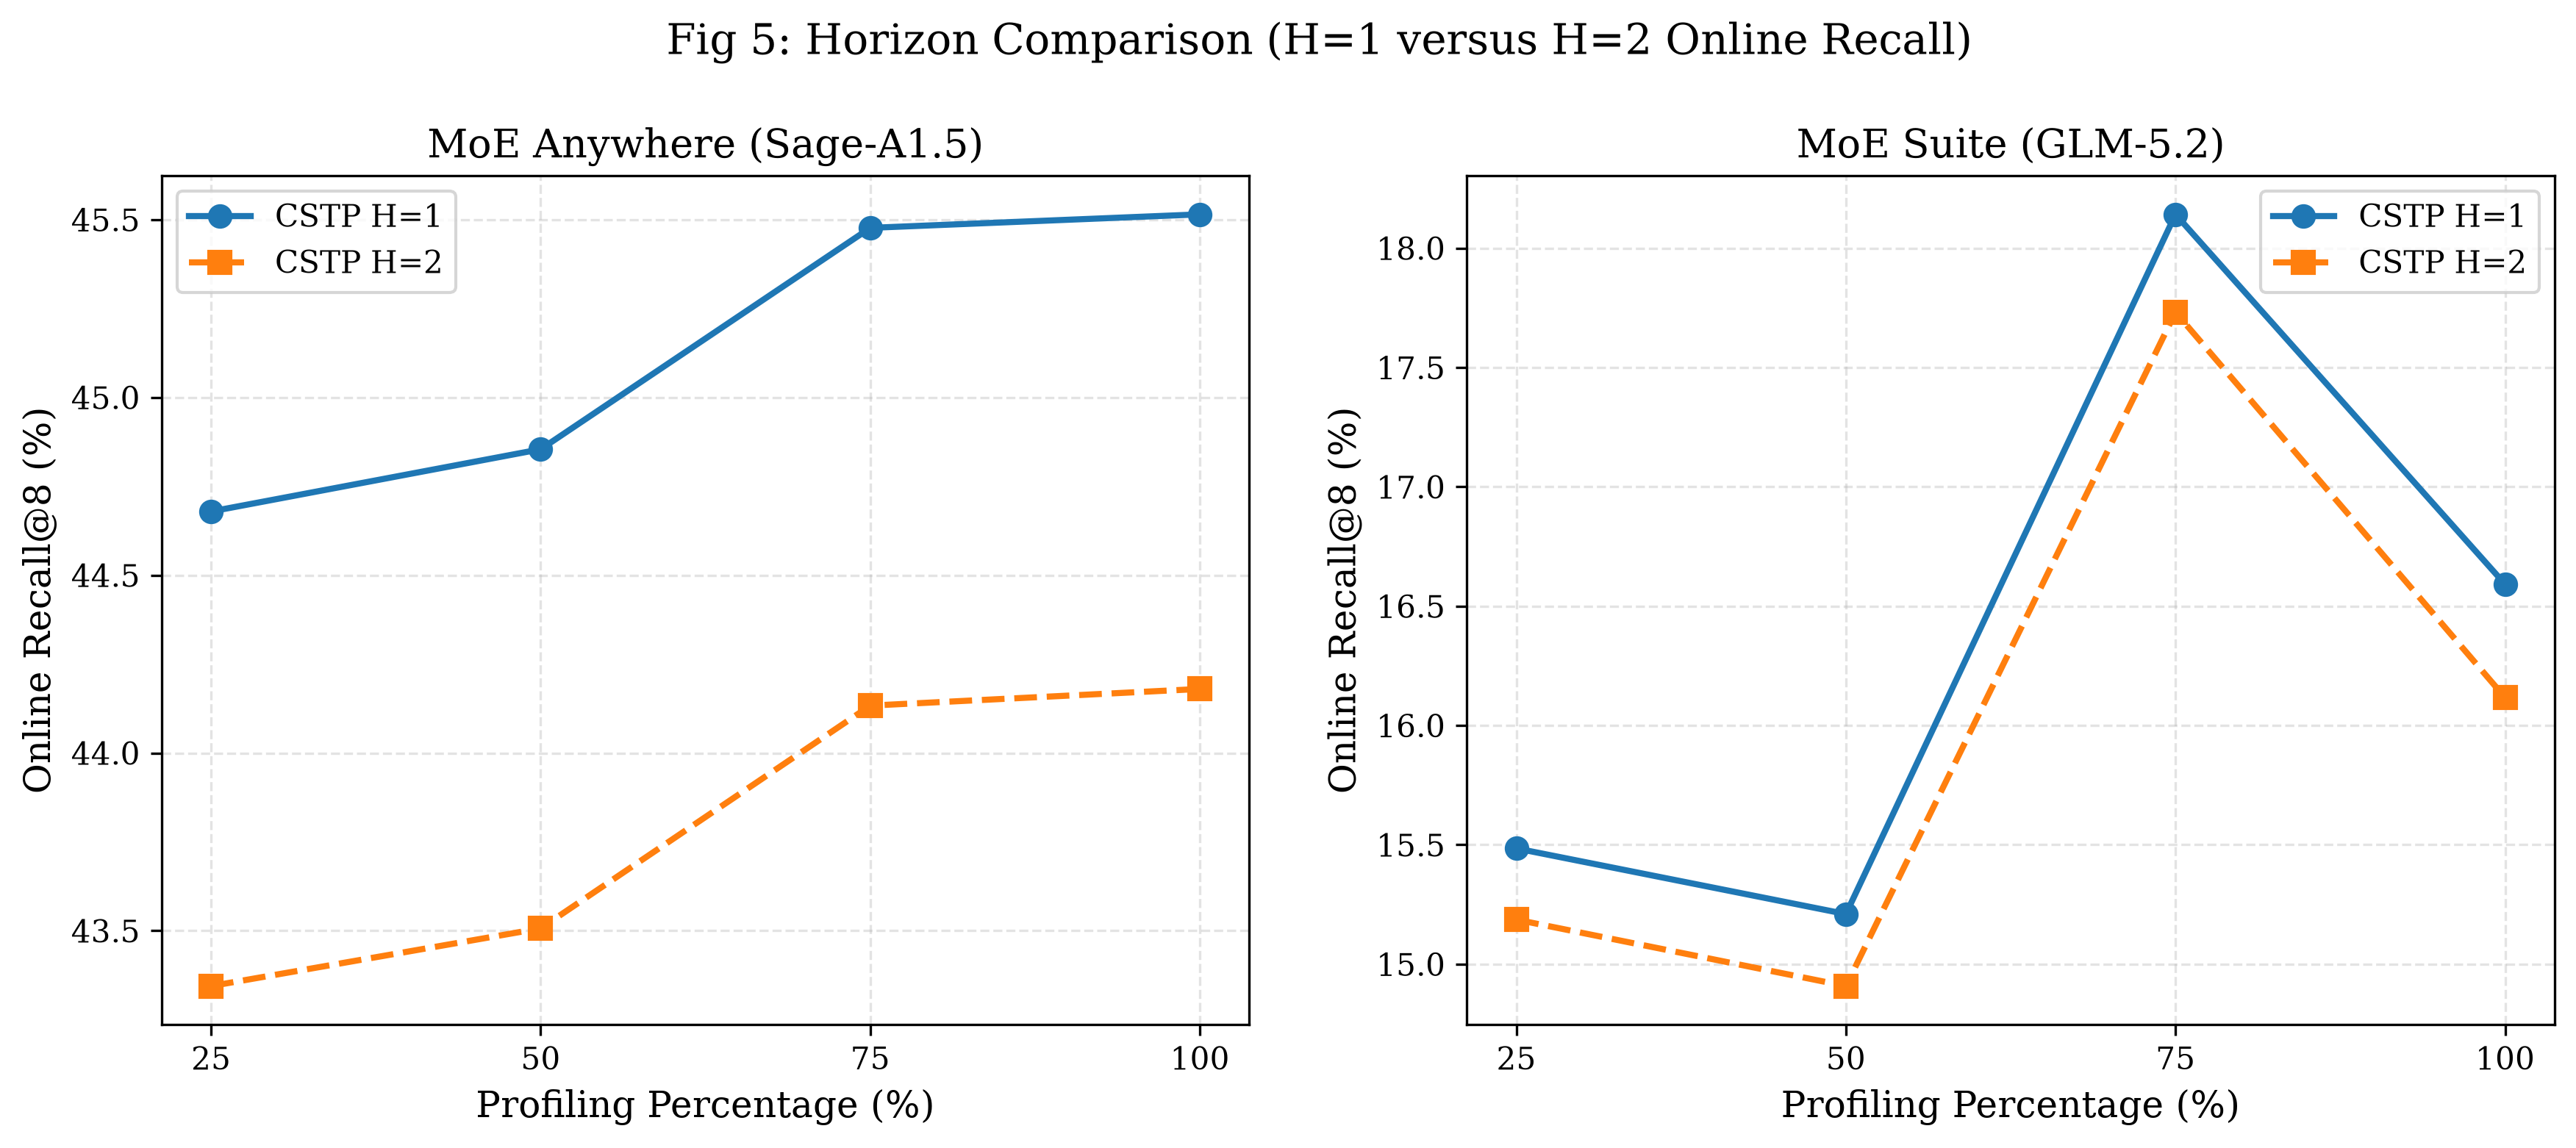 Fig 5: Horizon Comparison (H=1 versus H=2 Online Recall)
MoE Anywhere (Sage-A1.5)
CSTP H=1
CSTP H=2
45.5
45.0
44.5
44.0
43.5
Online Recall@8 (%)
25 50 75 100
Profiling Percentage (%)
MoE Suite (GLM-5.2)
CSTP H=1
CSTP H=2
18.0
17.5
17.0
16.5
16.0
15.5
15.0
Online Recall@8 (%)
25 50 75 100
Profiling Percentage (%)